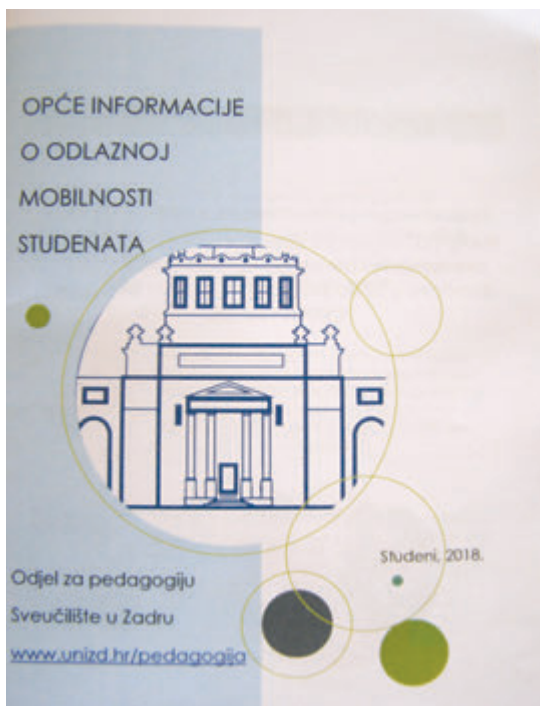 OPĆE INFORMACIJE
O ODLAZNOJ
MOBILNOSTI
STUDENATA
Studeni, 2018.
Odjel za pedagogiju
Sveučilište u Zadru
www.unizd.hr/pedagogija